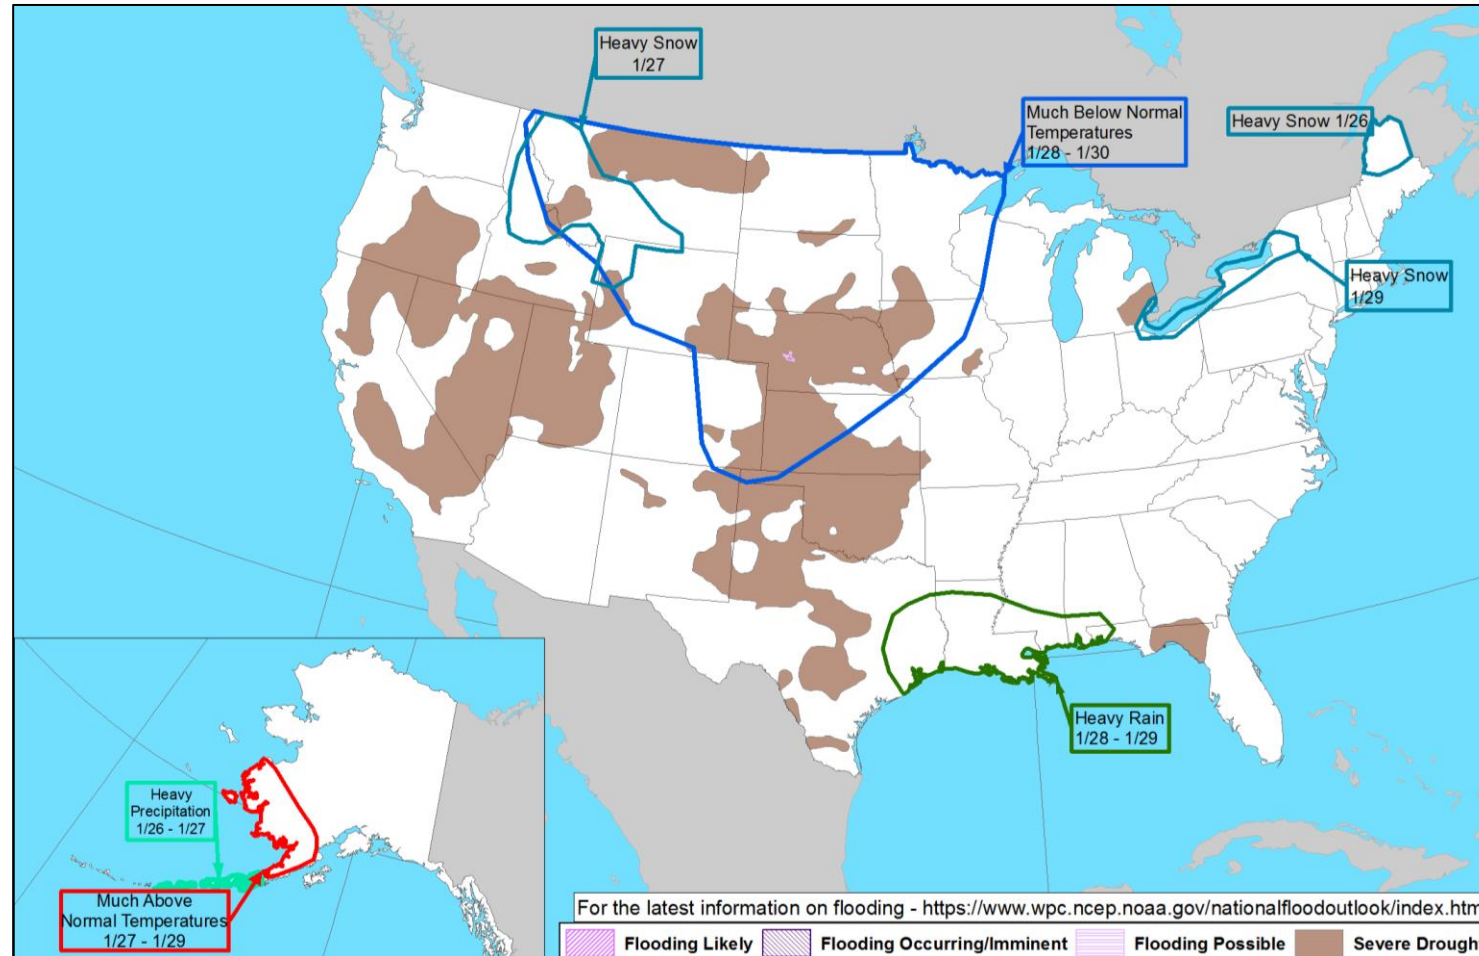 Heavy Snow
1/27
Much Below Normal
Temperatures
1/28 - 1/30
Heavy Snow 1/26
Heavy Snow
1/29
Heavy Rain
1/28 - 1/29
Heavy
Precipitation
1/26 - 1/27
Much Above
Normal Temperatures
1/27 - 1/29
For the latest information on flooding - https://www.wpc.ncep.noaa.gov/nationalfloodoutlook/index.htm
Flooding Likely Flooding Occurring/Imminent Flooding Possible Severe Drough